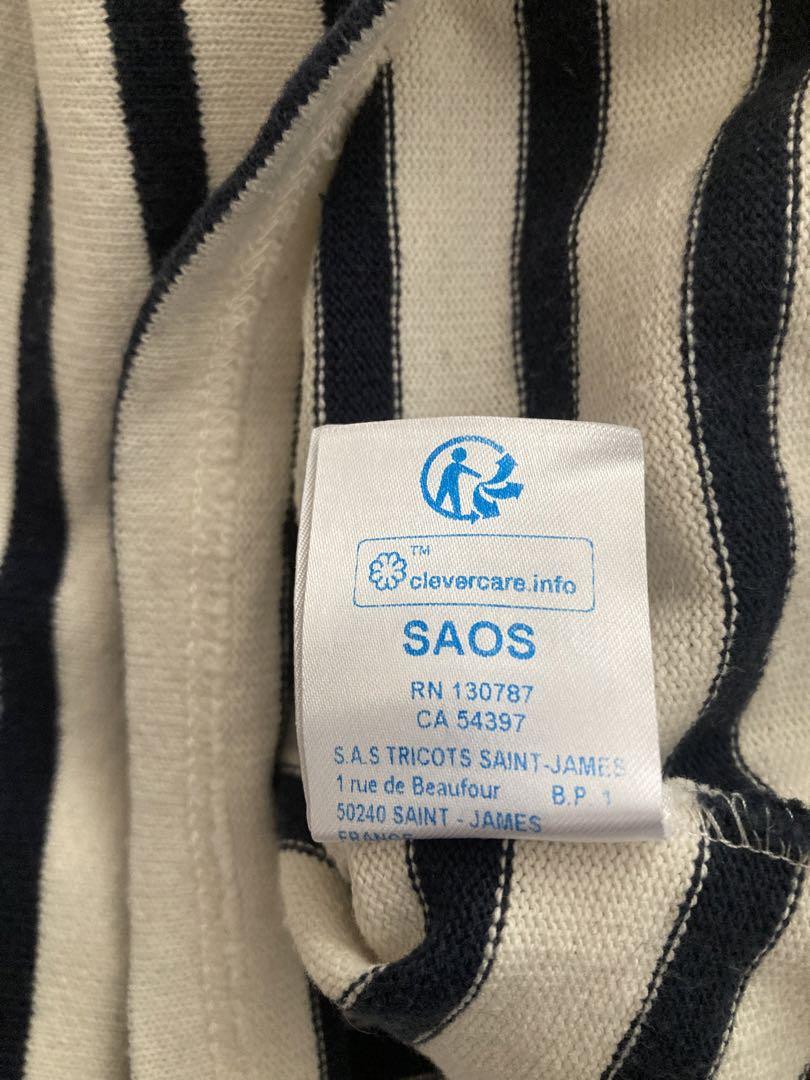 TM
clevercare.info
SAOS
RN 130787
CA 54397
S.A.S TRICOTS SAINT-JAMES
1 rue de Beaufour B.P. 1
50240 SAINT - JAMES
FRANCE